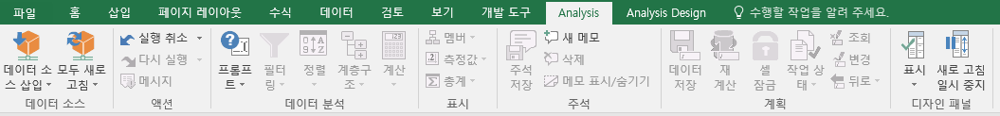 파일 홈 삽입 페이지 레이아웃 수식 데이터 검토 보기 개발 도구 Analysis Analysis Design 수행할 작업을 알려 주세요.
데이터 소
스 삽입
모두 새로
고침
데이터 소스
실행 취소
다시 실행
메시지
액션
프롬프
트
필터
링
정렬
계층구
조
계산
데이터 분석
멤버
측정값
총계
표시
주석
저장
새 메모
삭제
메모 표시/숨기기
주석
데이터
저장
재
계산
셀
잠금
작업 상
태
조회
변경
뒤로
계획
표시
새로 고침
일시 중지
디자인 패널